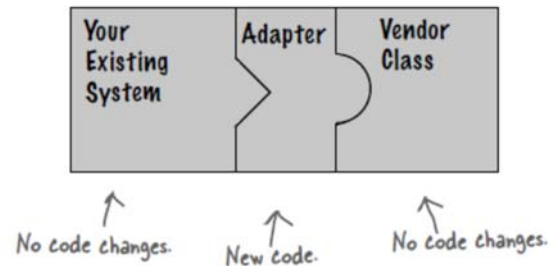 Your
Existing
System
Adapter
Vendor
Class
No code changes.
New code.
No code changes.